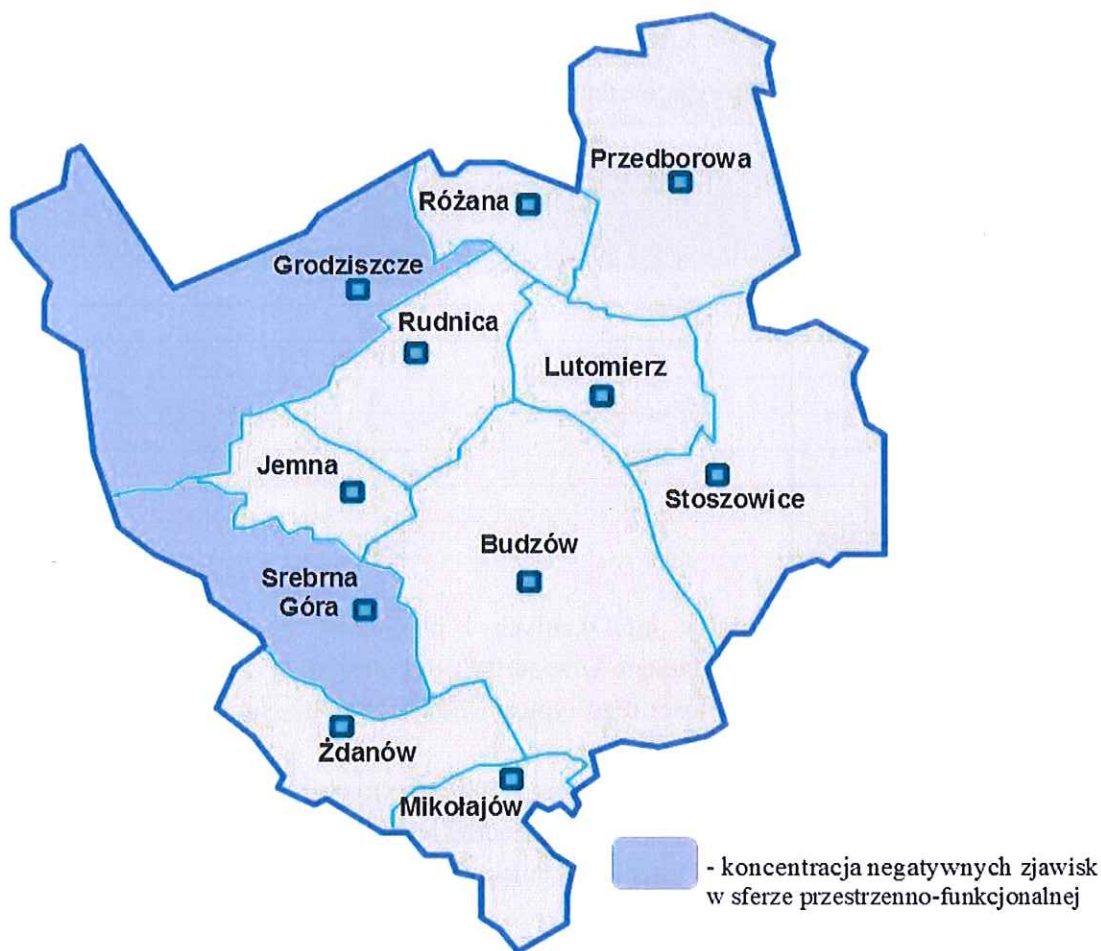 Przedborowa
Różana
Grodziszcze
Rudnica
Lutomierz
Jemna
Stoszowice
Budzów
Srebrna
Góra
Żdanów
Mikołajów
- koncentracja negatywnych zjawisk
w sferze przestrzenno-funkcjonalnej